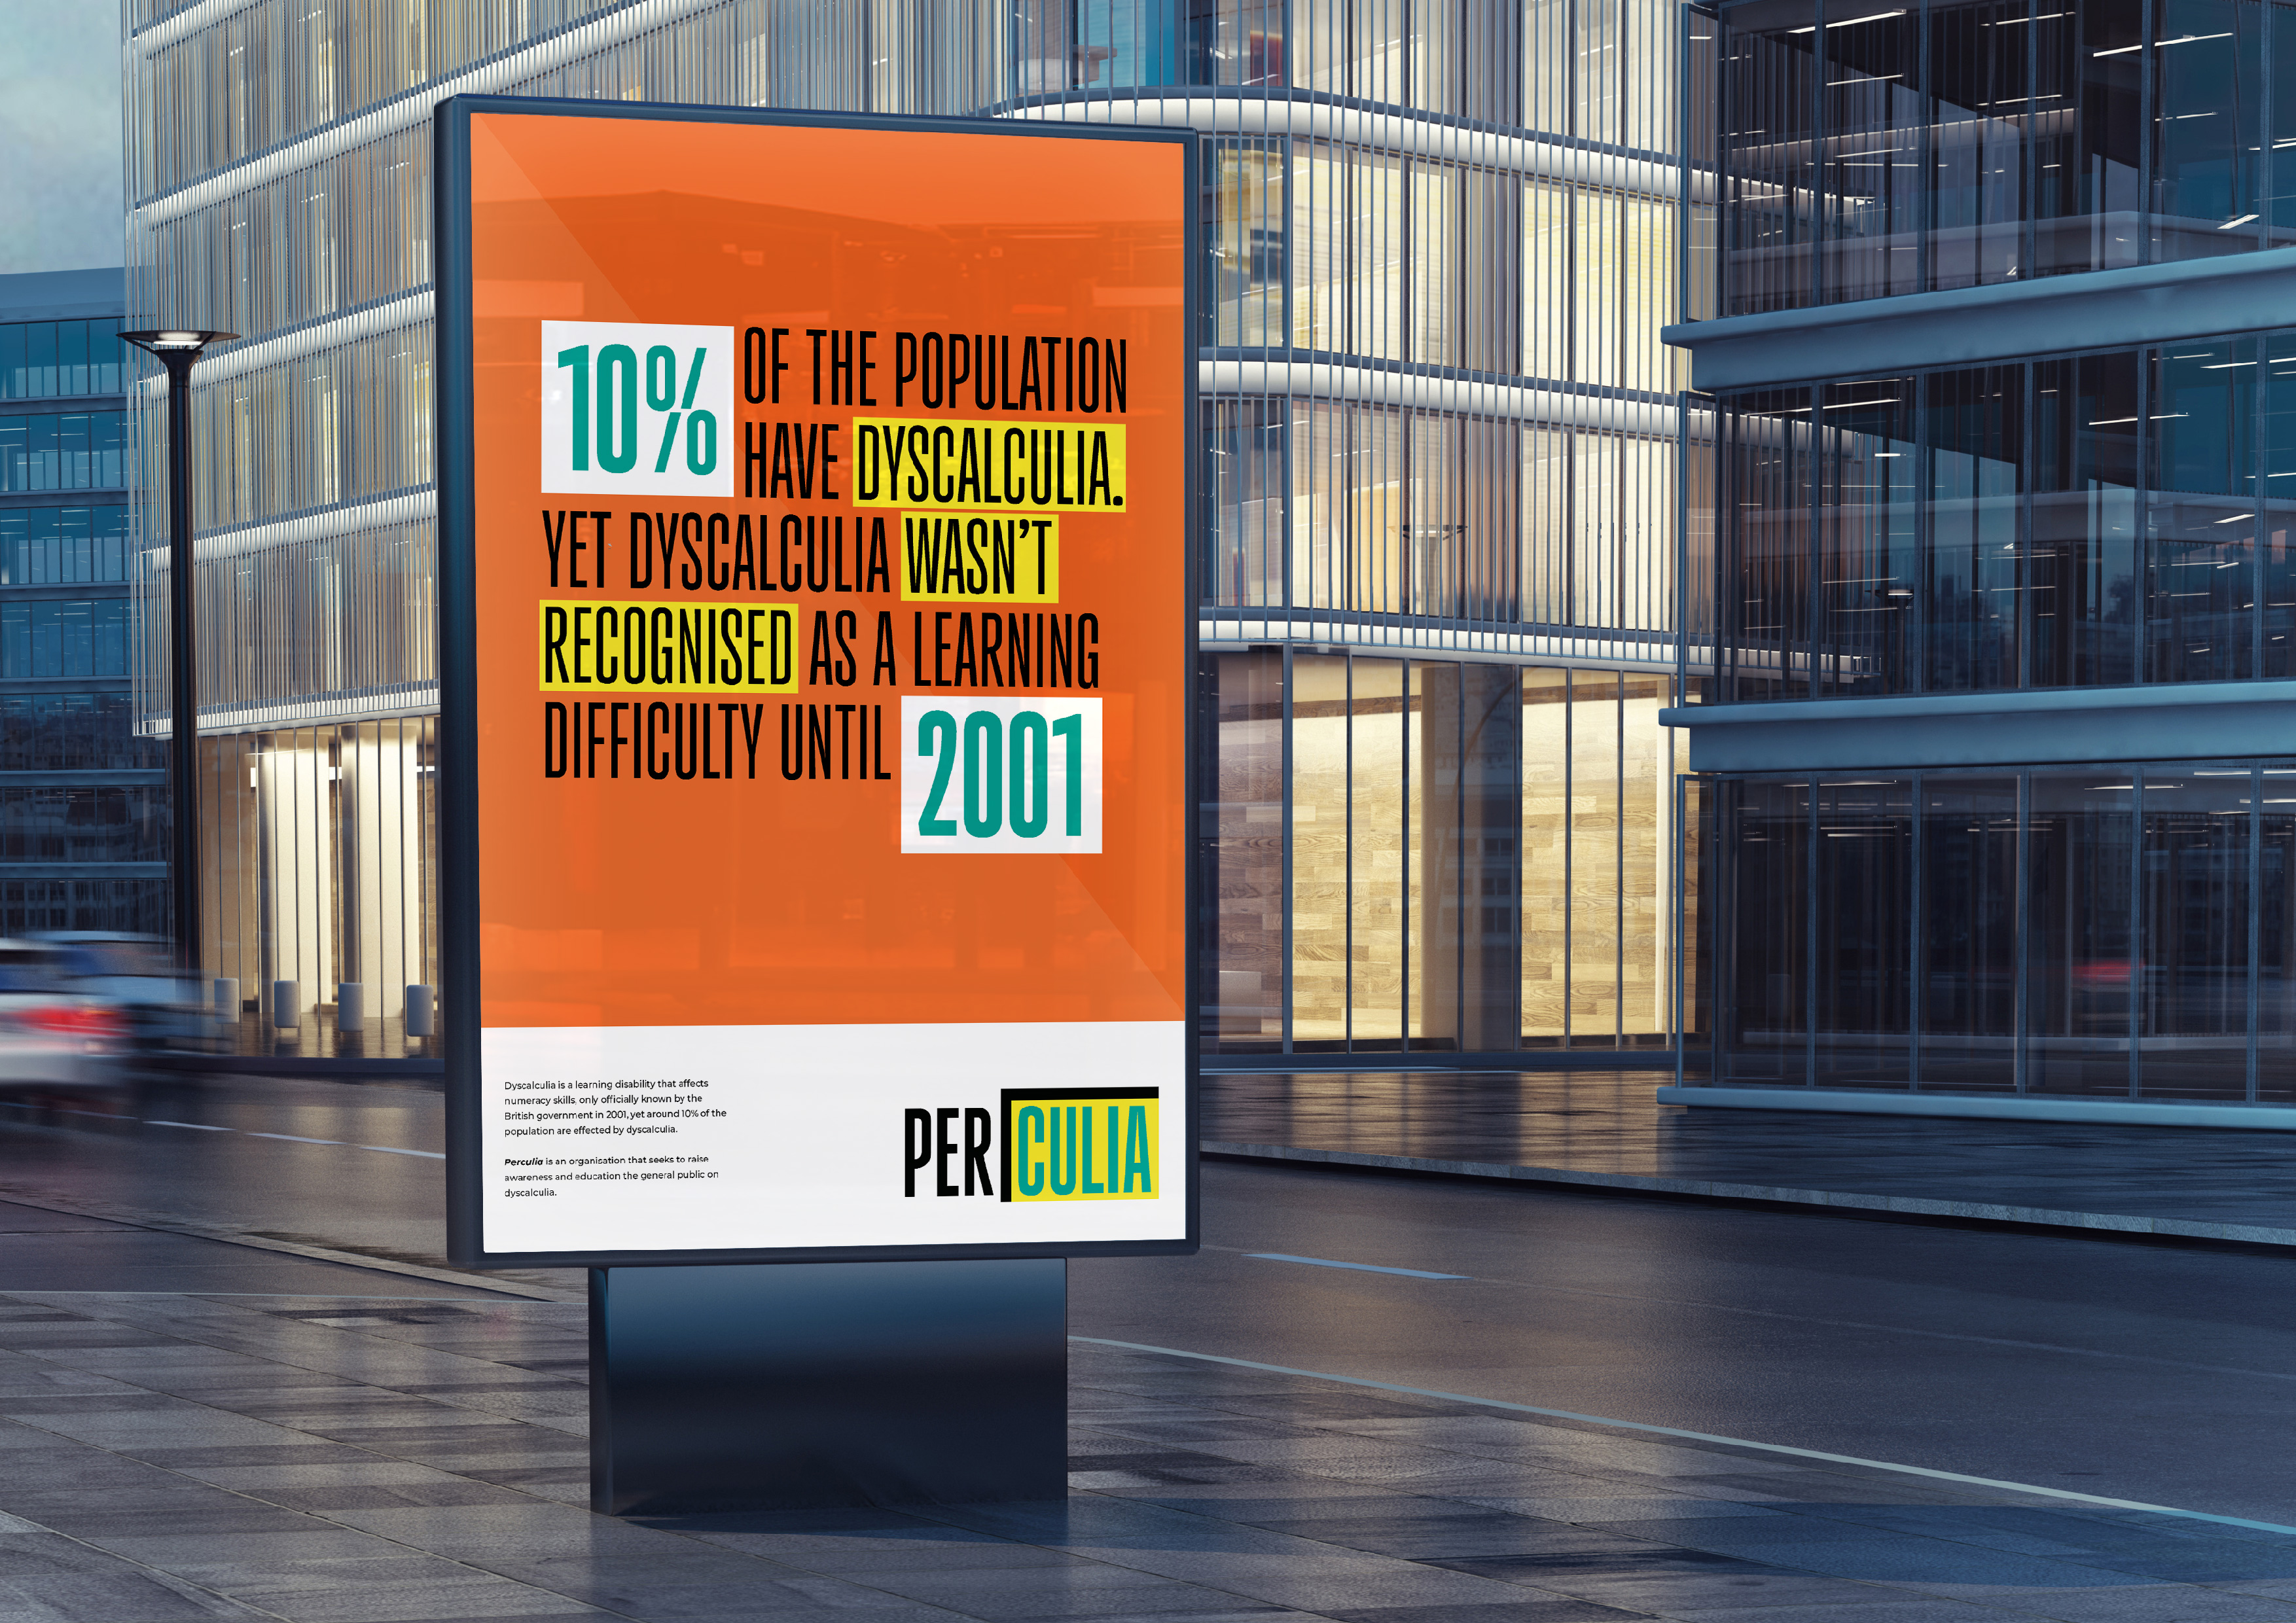 10% OF THE POPULATION
HAVE DYSCALCULIA.
YET DYSCALCULIA WASN'T
RECOGNISED AS A LEARNING
DIFFICULTY UNTIL 2001
Dyscalculia is a learning disability that affects
numeracy skills, only officially known by the
British government in 2001, yet around 10% of the
population are effected by dyscalculia.
Perculia is an organisation that seeks to raise
awareness and education the general public on
dyscalculia.
PERCULIA